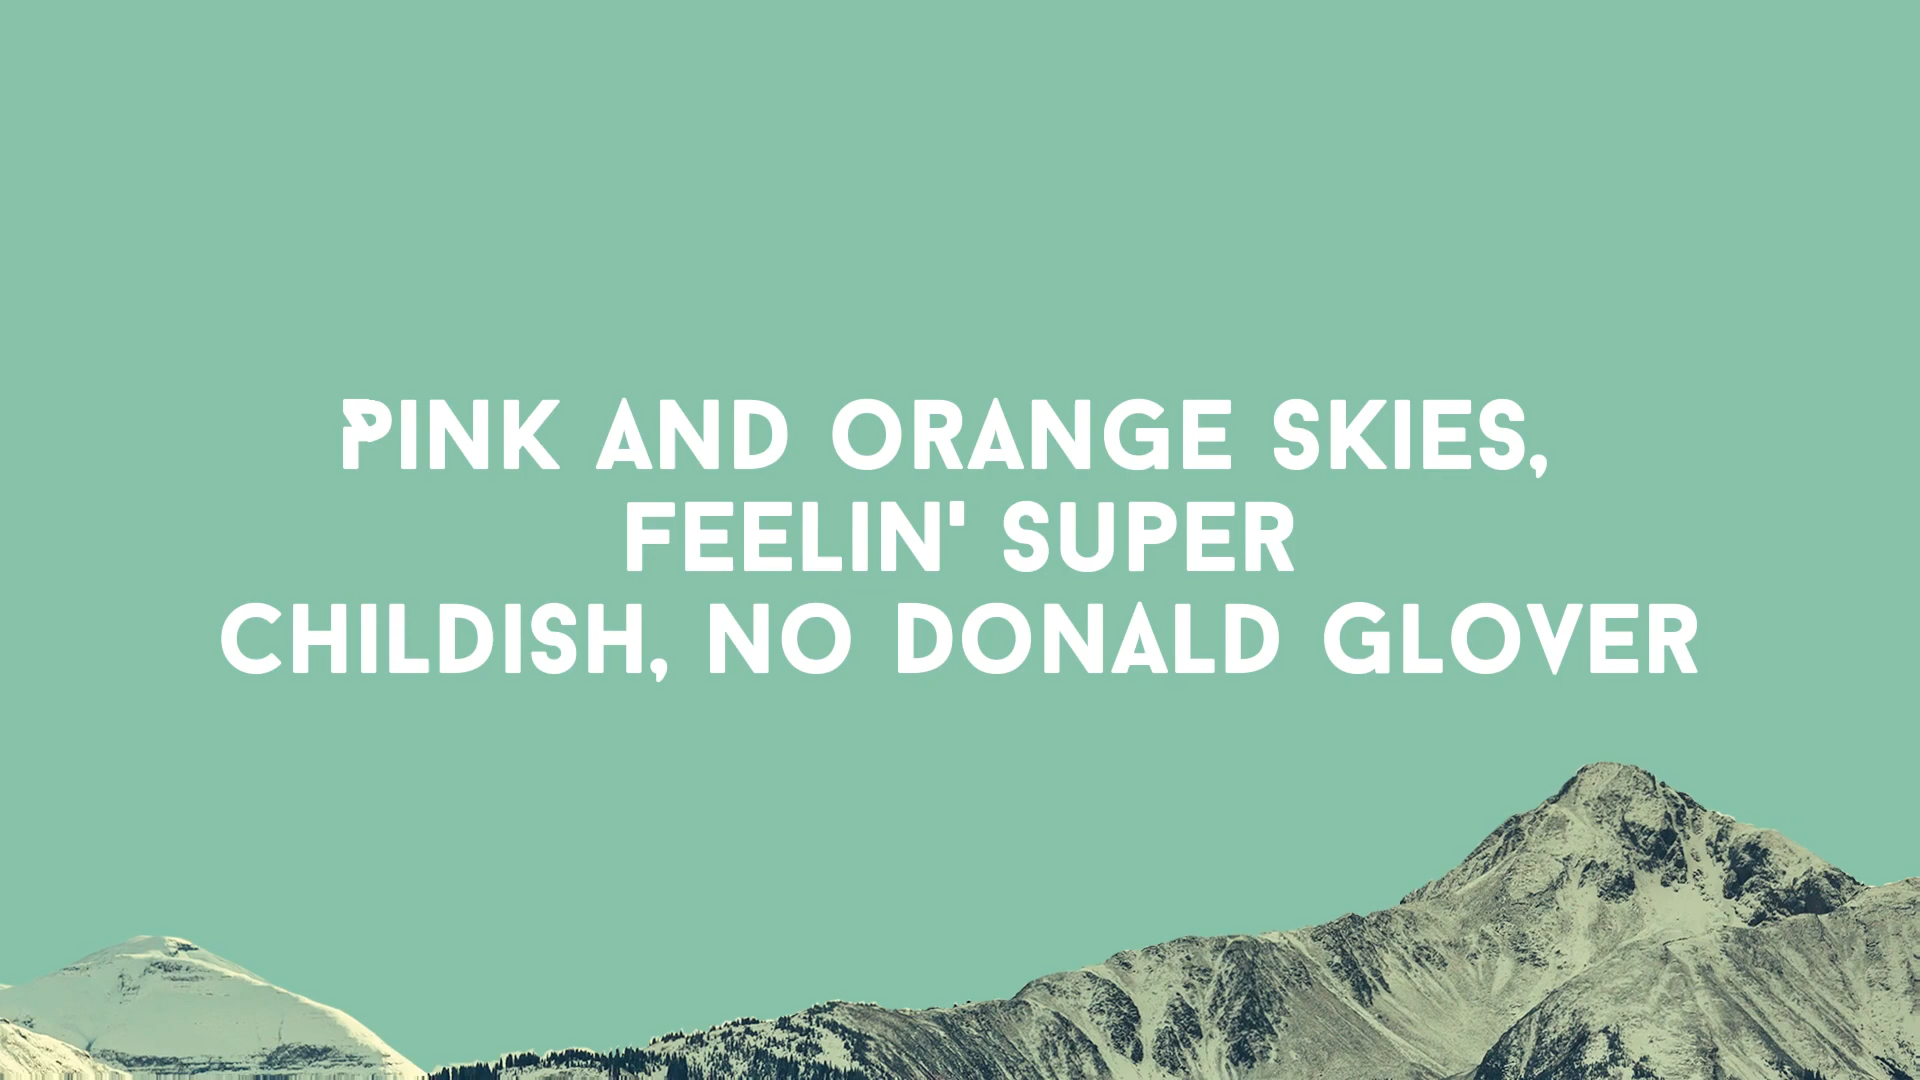 PINK AND ORANGE SKIES,
FEELIN' SUPER
CHILDISH, NO DONALD GLOVER